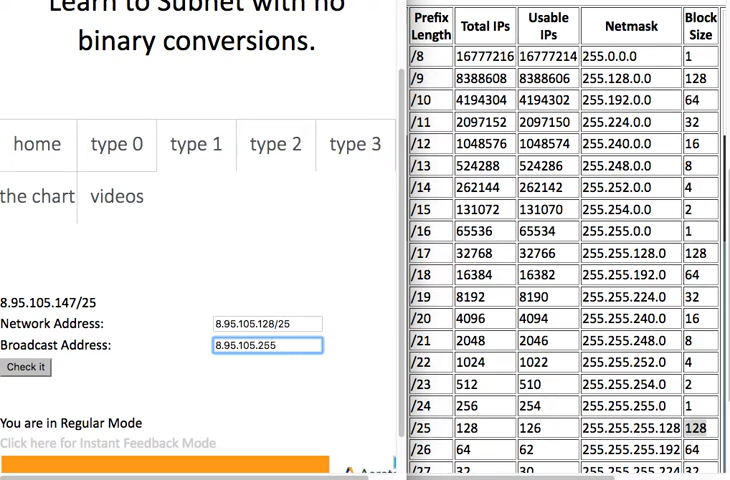 Learn to Subnet with no
binary conversions.
home type 0 type 1 type 2 type 3
the chart videos
8.95.105.147/25
Network Address: 8.95.105.128/25
Broadcast Address: 8.95.105.255
Check it
You are in Regular Mode
Click here for Instant Feedback Mode
Prefix Length Total IPs Usable IPs Netmask Block Size
/8 16777216 16777214 255.0.0.0 1
/9 8388608 8388606 255.128.0.0 128
/10 4194304 4194302 255.192.0.0 64
/11 2097152 2097150 255.224.0.0 32
/12 1048576 1048574 255.240.0.0 16
/13 524288 524286 255.248.0.0 8
/14 262144 262142 255.252.0.0 4
/15 131072 131070 255.254.0.0 2
/16 65536 65534 255.255.0.0 1
/17 32768 32766 255.255.128.0 128
/18 16384 16382 255.255.192.0 64
/19 8192 8190 255.255.224.0 32
/20 4096 4094 255.255.240.0 16
/21 2048 2046 255.255.248.0 8
/22 1024 1022 255.255.252.0 4
/23 512 510 255.255.254.0 2
/24 256 254 255.255.255.0 1
/25 128 126 255.255.255.128 128
/26 64 62 255.255.255.192 64
/27 32 30 255.255.255.224 32